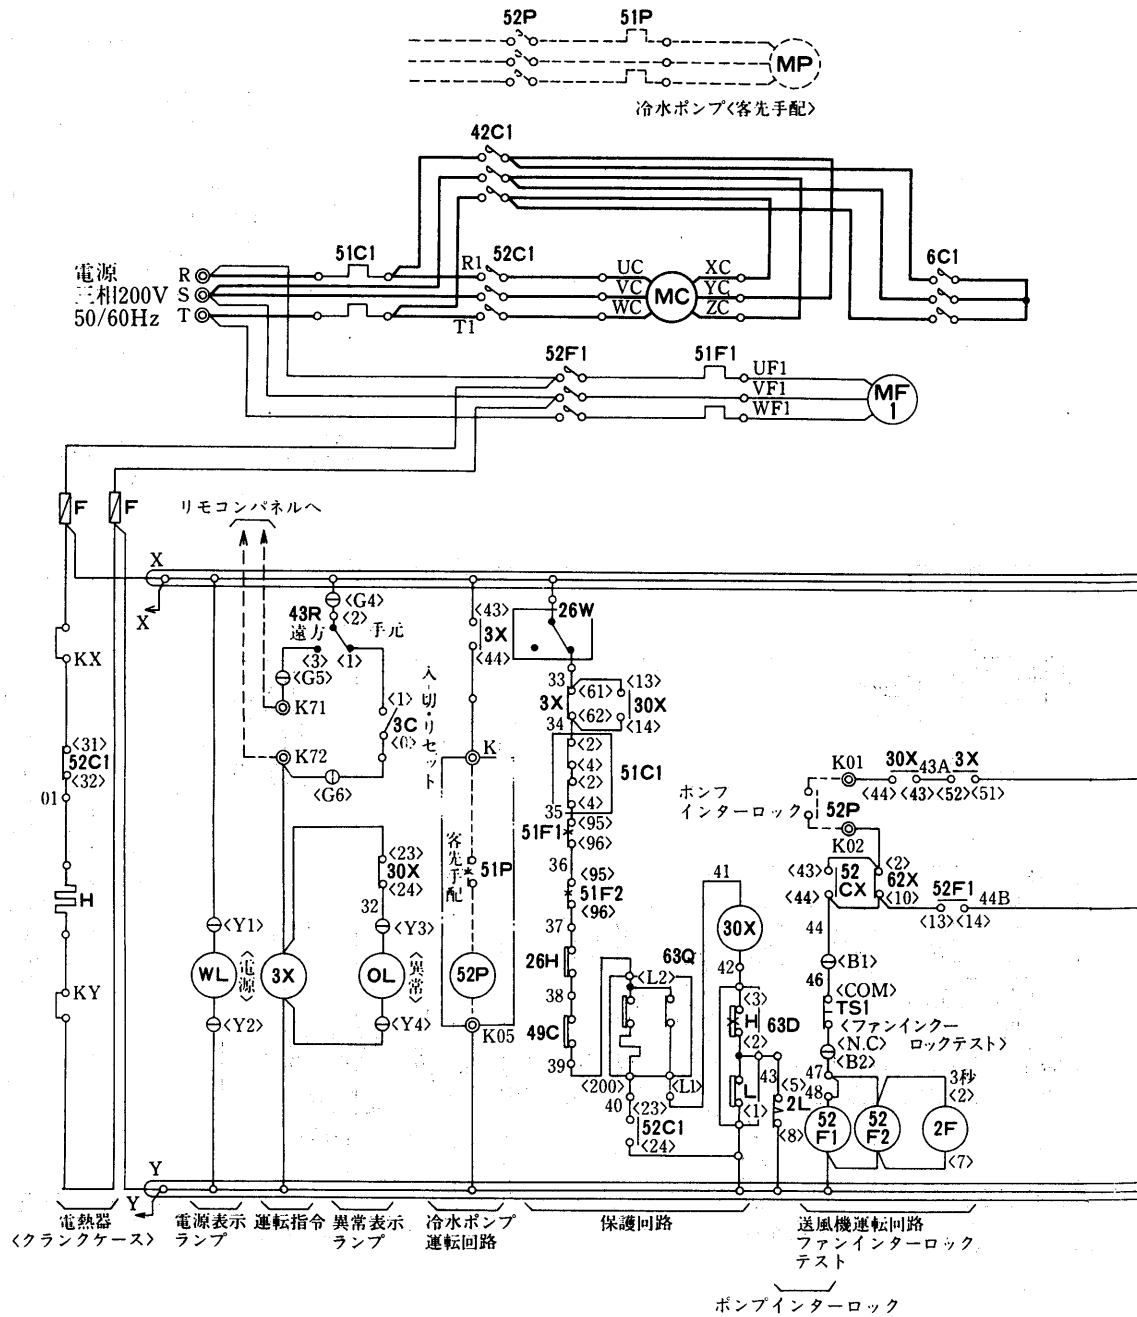 52P 51P
MP
冷水ポンプ〈客先手配〉
42C1
51C1 R1 52C1 UC XC 6C1
電源 R
三相200V S VC MC YC
50/60Hz T WC ZC
T1
52F1 51F1 UF1
VF1 MF
WF1 1
F F リモコンパネルへ
X
X
〈G4〉 〈43〉 26W
43R 〈2〉 3X
遠方 手元
〈3〉 〈1〉 〈44〉
〈G5〉 33 〈61〉 〈13〉
KX
K71 入-切・リセット 〈1〉 3X 30X
3C 34 〈62〉 〈14〉
〈0〉
〈31〉 K72 K 〈2〉
52C1 〈4〉 51C1
〈32〉 〈G6〉 〈2〉
01 〈4〉
35 〈95〉
51F1 〈96〉
K01 30X 43A 3X
〈44〉 〈43〉 〈52〉 〈51〉
ポンプ
インターロック 52P
K02
〈23〉 客先手配 51P 36 〈95〉 41 〈43〉 52 〈2〉
30X 51F2 CX 62X 52F1
〈24〉 〈96〉 〈44〉 〈10〉 44B
H 32 37 30X 44 〈13〉 〈14〉
〈Y1〉 〈Y3〉
26H 63Q 42 〈B1〉
WL 〈電源〉 3X OL 〈異常〉 52P 〈L2〉 46
KY 38 〈3〉 〈COM〉
〈Y2〉 〈Y4〉 K05 49C H 63D TS1
〈2〉 〈ファンインターロックテスト〉
〈N.C〉
〈B2〉
39 〈200〉 〈L1〉 43 47 3秒
40 〈23〉 L 〈5〉 48 〈2〉
52C1 〈1〉 2L 52 52 2F
〈24〉 〈8〉 F1 F2 〈7〉
Y
Y
電熱器 電源表示 運転指令 異常表示 冷水ポンプ 保護回路 送風機運転回路
〈クランクケース〉 ランプ ランプ 運転回路 ファンインターロック
テスト
ポンプインターロック